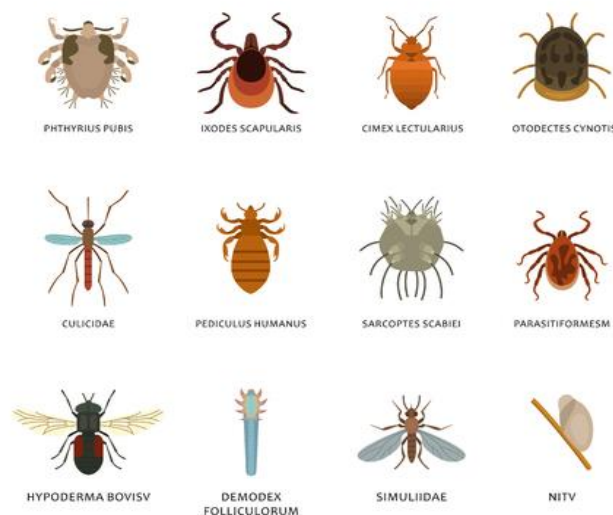 PHTHYRIUS PUBIS
IXODES SCAPULARIS
CIMEX LECTULARIUS
OTODECTES CYNOTIS
CULICIDAE
PEDICULUS HUMANUS
SARCOPTES SCABIEI
PARASITIFORMESM
HYPODERMA BOVISV
DEMODEX
FOLLICULORUM
SIMULIIDAE
NITV